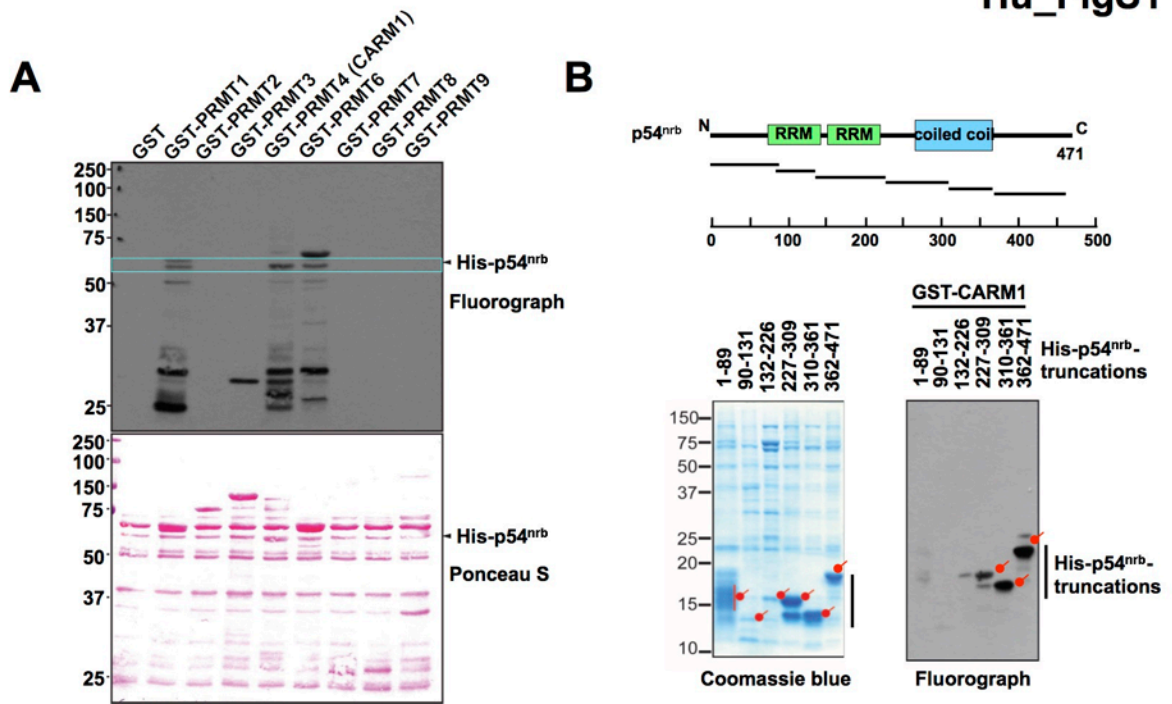 A
GST
GST-PRMT1
GST-PRMT2
GST-PRMT3
GST-PRMT4 (CARM1)
GST-PRMT6
GST-PRMT7
GST-PRMT8
GST-PRMT9
250
100
150
75
50
37
25
His-p54nrb
Fluorograph
250
100
150
75
50
37
25
His-p54nrb
Ponceau S
B
p54nrb
N
RRM
RRM
coiled coil
C
471
0
100
200
300
400
500
1-89
90-131
132-226
227-309
310-361
362-471
150
75
50
37
25
20
15
10
Coomassie blue
GST-CARM1
1-89
90-131
132-226
227-309
310-361
362-471
His-p54nrb-
truncations
His-p54nrb-
truncations
Fluorograph